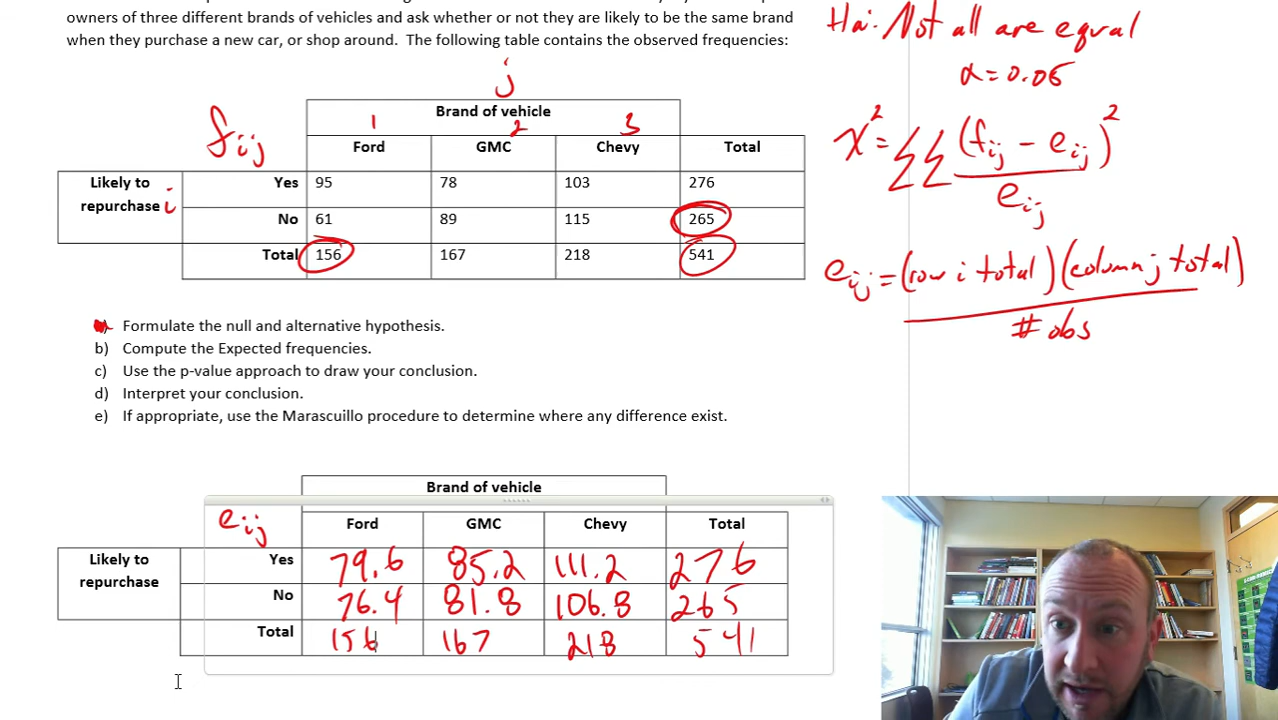 owners of three different brands of vehicles and ask whether or not they are likely to be the same brand
when they purchase a new car, or shop around. The following table contains the observed frequencies:
Ha: Not all are equal
α = 0.05
j
fij
Brand of vehicle
1 2 3
Ford GMC Chevy Total
Likely to repurchase i
Yes 95 78 103 276
No 61 89 115 265
Total 156 167 218 541
χ² = ΣΣ (fij - eij)²
eij
eij = (row i total)(column j total)
# obs
Formulate the null and alternative hypothesis.
b) Compute the Expected frequencies.
c) Use the p-value approach to draw your conclusion.
d) Interpret your conclusion.
e) If appropriate, use the Marascuillo procedure to determine where any difference exist.
Brand of vehicle
eij Ford GMC Chevy Total
Likely to repurchase
Yes 79.6 85.2 111.2 276
No 76.4 81.8 106.8 265
Total 156 167 218 541